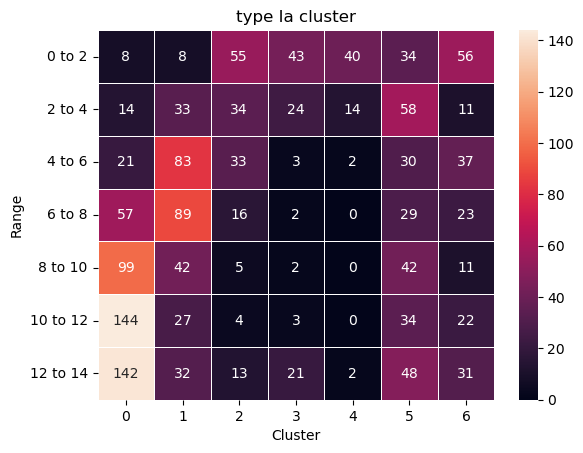 type la cluster
0 to 2 8 8 55 43 40 34 56
2 to 4 14 33 34 24 14 58 11
4 to 6 21 83 33 3 2 30 37
6 to 8 57 89 16 2 0 29 23
8 to 10 99 42 5 2 0 42 11
10 to 12 144 27 4 3 0 34 22
12 to 14 142 32 13 21 2 48 31
0 1 2 3 4 5 6
Cluster
Range
140
120
100
80
60
40
20
0